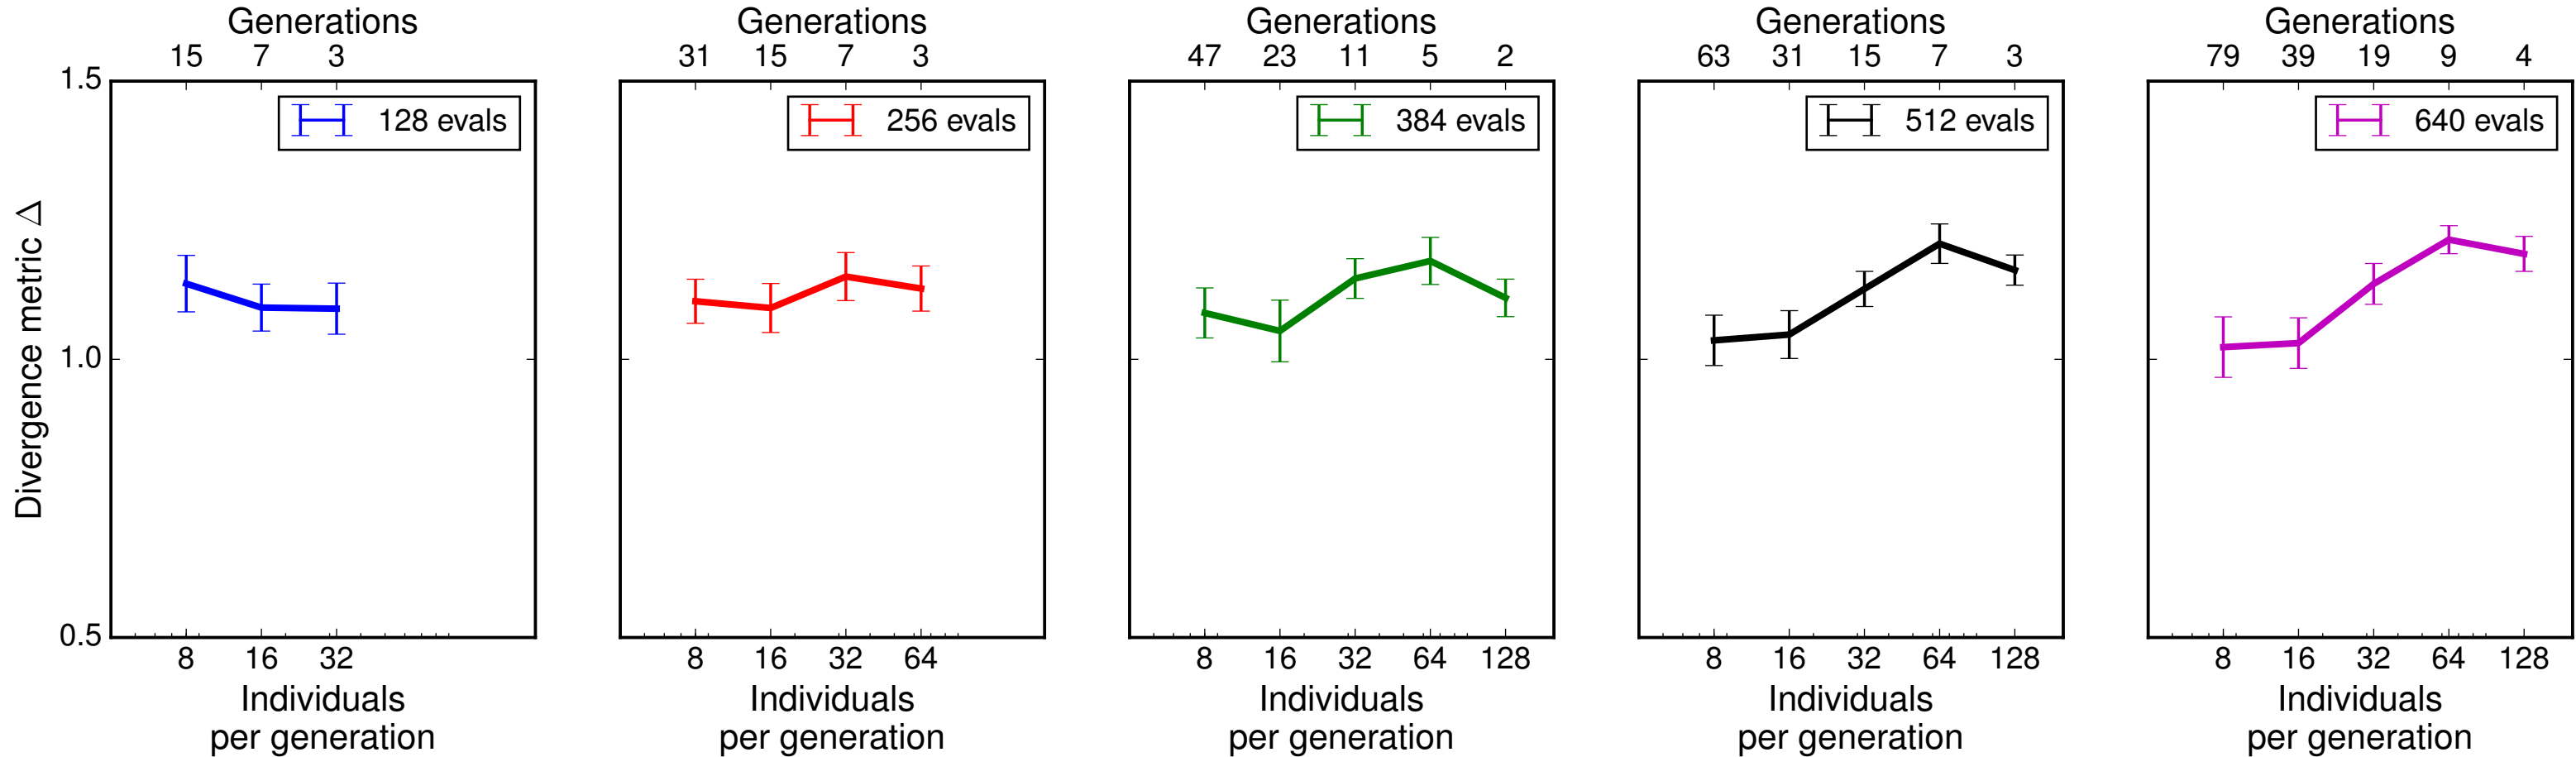 Generations
15 7 3
128 evals
1.5
1.0
0.5
Divergence metric Δ
8 16 32
Individuals
per generation
Generations
31 15 7 3
256 evals
8 16 32 64
Individuals
per generation
Generations
47 23 11 5 2
384 evals
8 16 32 64 128
Individuals
per generation
Generations
63 31 15 7 3
512 evals
8 16 32 64 128
Individuals
per generation
Generations
79 39 19 9 4
640 evals
8 16 32 64 128
Individuals
per generation